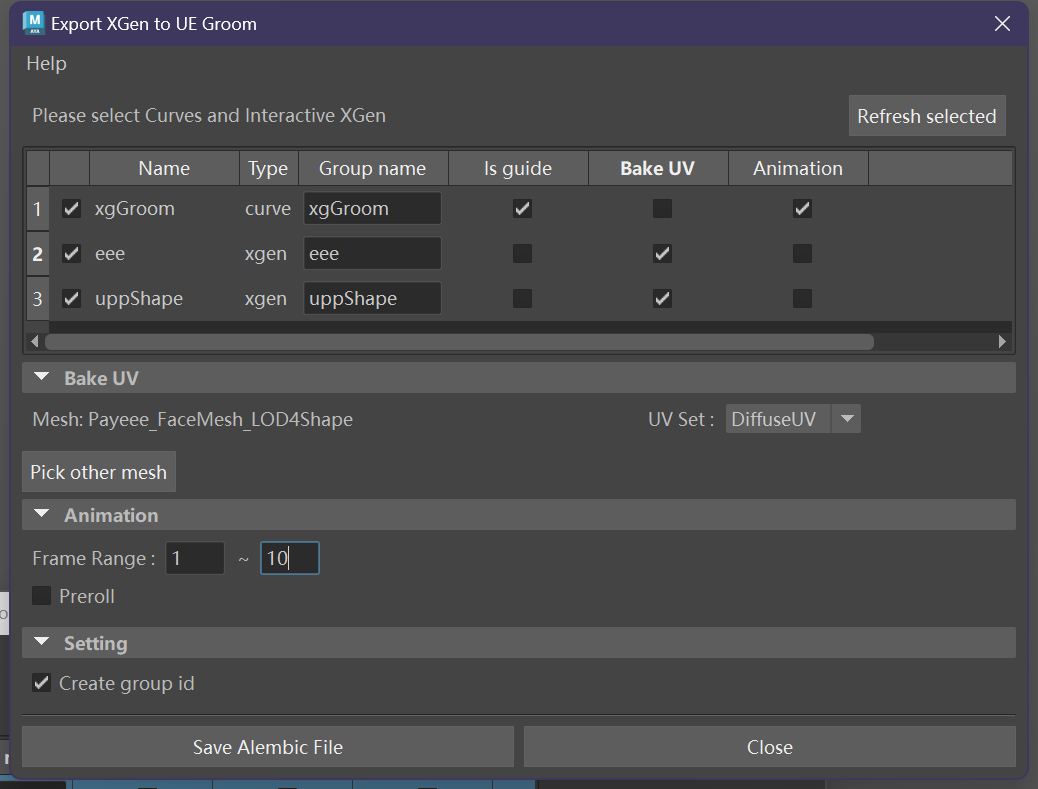 Export XGen to UE Groom
Help
Please select Curves and Interactive XGen
Refresh selected
Name Type Group name Is guide Bake UV Animation
1 xgGroom curve xgGroom
2 eee xgen eee
3 uppShape xgen uppShape
Bake UV
Mesh: Payeee_FaceMesh_LOD4Shape UV Set : DiffuseUV
Pick other mesh
Animation
Frame Range : 1 ~ 10
Preroll
Setting
Create group id
Save Alembic File Close